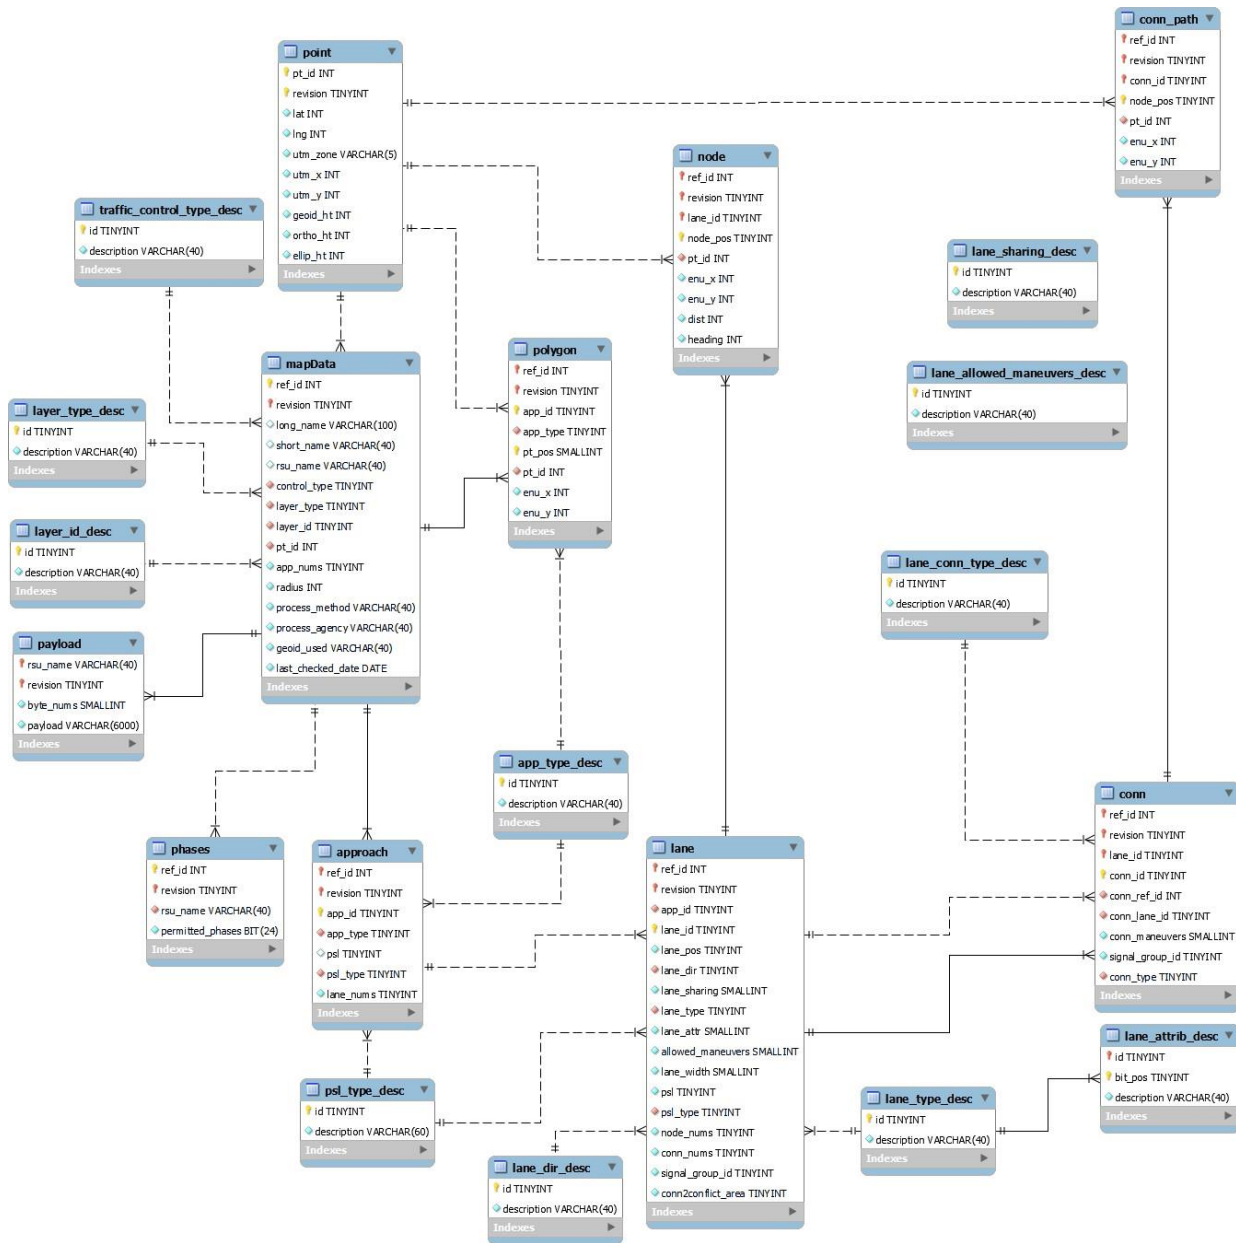 point
pt_id INT
revision TINYINT
lat INT
lng INT
utm_zone VARCHAR(5)
utm_x INT
utm_y INT
geoid_ht INT
ortho_ht INT
ellip_ht INT
Indexes
conn_path
ref_id INT
revision TINYINT
conn_id TINYINT
node_pos TINYINT
pt_id INT
enu_x INT
enu_y INT
Indexes
node
ref_id INT
revision TINYINT
lane_id TINYINT
node_pos TINYINT
pt_id INT
enu_x INT
enu_y INT
dist INT
heading INT
Indexes
traffic_control_type_desc
id TINYINT
description VARCHAR(40)
Indexes
lane_sharing_desc
id TINYINT
description VARCHAR(40)
Indexes
mapData
ref_id INT
revision TINYINT
long_name VARCHAR(100)
short_name VARCHAR(40)
rsu_name VARCHAR(40)
control_type TINYINT
layer_type TINYINT
layer_id TINYINT
pt_id INT
app_nums TINYINT
radius INT
process_method VARCHAR(40)
process_agency VARCHAR(40)
geoid_used VARCHAR(40)
last_checked_date DATE
Indexes
polygon
ref_id INT
revision TINYINT
app_id TINYINT
app_type TINYINT
pt_pos SMALLINT
pt_id INT
enu_x INT
enu_y INT
Indexes
lane_allowed_maneuvers_desc
id TINYINT
description VARCHAR(40)
Indexes
layer_type_desc
id TINYINT
description VARCHAR(40)
Indexes
layer_id_desc
id TINYINT
description VARCHAR(40)
Indexes
lane_conn_type_desc
id TINYINT
description VARCHAR(40)
Indexes
payload
rsu_name VARCHAR(40)
revision TINYINT
byte_nums SMALLINT
payload VARCHAR(6000)
Indexes
app_type_desc
id TINYINT
description VARCHAR(40)
Indexes
conn
ref_id INT
revision TINYINT
lane_id TINYINT
conn_id TINYINT
conn_ref_id INT
conn_lane_id TINYINT
conn_maneuvers SMALLINT
signal_group_id TINYINT
conn_type TINYINT
Indexes
phases
ref_id INT
revision TINYINT
rsu_name VARCHAR(40)
permitted_phases BIT(24)
Indexes
approach
ref_id INT
revision TINYINT
app_id TINYINT
app_type TINYINT
psl TINYINT
psl_type TINYINT
lane_nums TINYINT
Indexes
lane
ref_id INT
revision TINYINT
app_id TINYINT
lane_id TINYINT
lane_pos TINYINT
lane_dir TINYINT
lane_sharing SMALLINT
lane_type TINYINT
lane_attr SMALLINT
allowed_maneuvers SMALLINT
lane_width SMALLINT
psl TINYINT
psl_type TINYINT
node_nums TINYINT
conn_nums TINYINT
signal_group_id TINYINT
conn2conflict_area TINYINT
Indexes
lane_attrib_desc
id TINYINT
bit_pos TINYINT
description VARCHAR(40)
Indexes
psl_type_desc
id TINYINT
description VARCHAR(60)
Indexes
lane_type_desc
id TINYINT
description VARCHAR(40)
Indexes
lane_dir_desc
id TINYINT
description VARCHAR(40)
Indexes